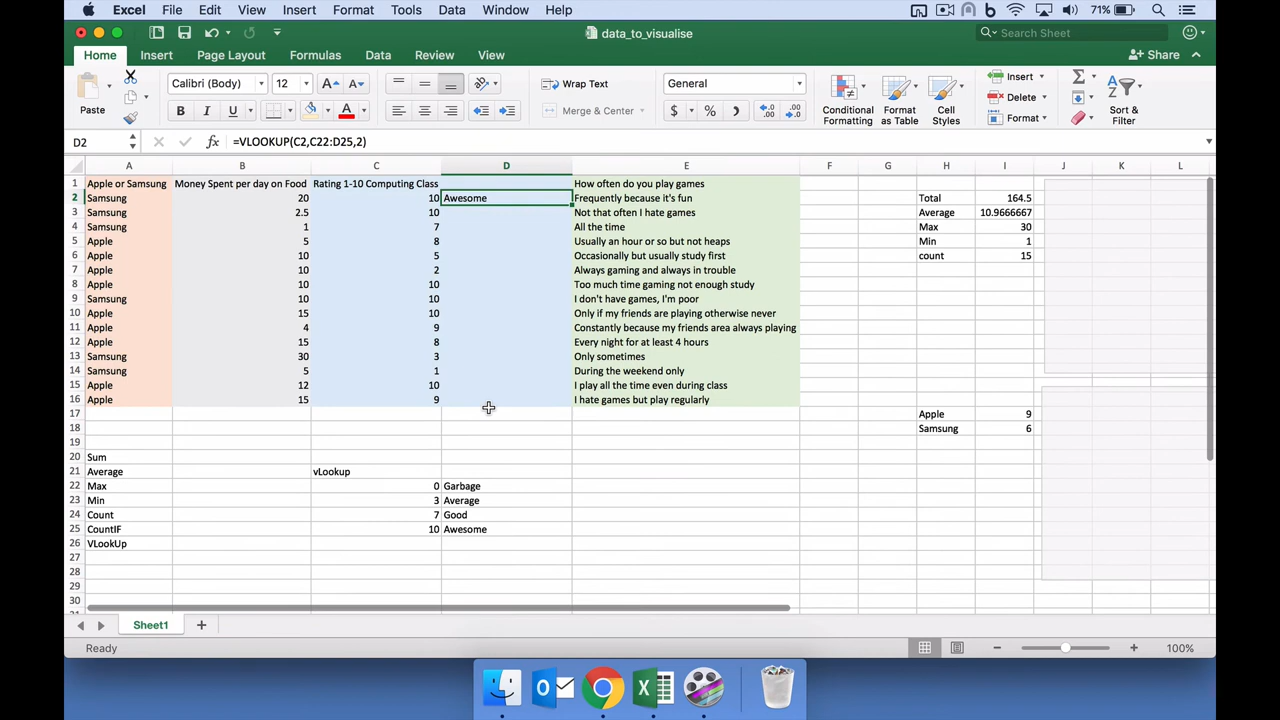 Excel File Edit View Insert Format Tools Data Window Help 71%
data_to_visualise Search Sheet
Home Insert Page Layout Formulas Data Review View Share
Paste Calibri (Body) 12 A A Wrap Text General Conditional Formatting Format as Table Cell Styles Insert Delete Format Sort & Filter
B I U A Merge & Center $ % .0 .00
D2 fx =VLOOKUP(C2,C22:D25,2)
A B C D E F G H I J K L
1 Apple or Samsung Money Spent per day on Food Rating 1-10 Computing Class How often do you play games
2 Samsung 20 10 Awesome Frequently because it's fun Total 164.5
3 Samsung 2.5 10 Not that often I hate games Average 10.9666667
4 Samsung 1 7 All the time Max 30
5 Apple 5 8 Usually an hour or so but not heaps Min 1
6 Apple 10 5 Occasionally but usually study first count 15
7 Apple 10 2 Always gaming and always in trouble
8 Apple 10 10 Too much time gaming not enough study
9 Samsung 10 10 I don't have games, I'm poor
10 Apple 15 10 Only if my friends are playing otherwise never
11 Apple 4 9 Constantly because my friends area always playing
12 Apple 15 8 Every night for at least 4 hours
13 Samsung 30 3 Only sometimes
14 Samsung 5 1 During the weekend only
15 Apple 12 10 I play all the time even during class
16 Apple 15 9 I hate games but play regularly
17 Apple 9
18 Samsung 6
19
20 Sum
21 Average vLookup
22 Max 0 Garbage
23 Min 3 Average
24 Count 7 Good
25 CountIF 10 Awesome
26 VLookUp
27
28
29
30
Sheet1
Ready 100%